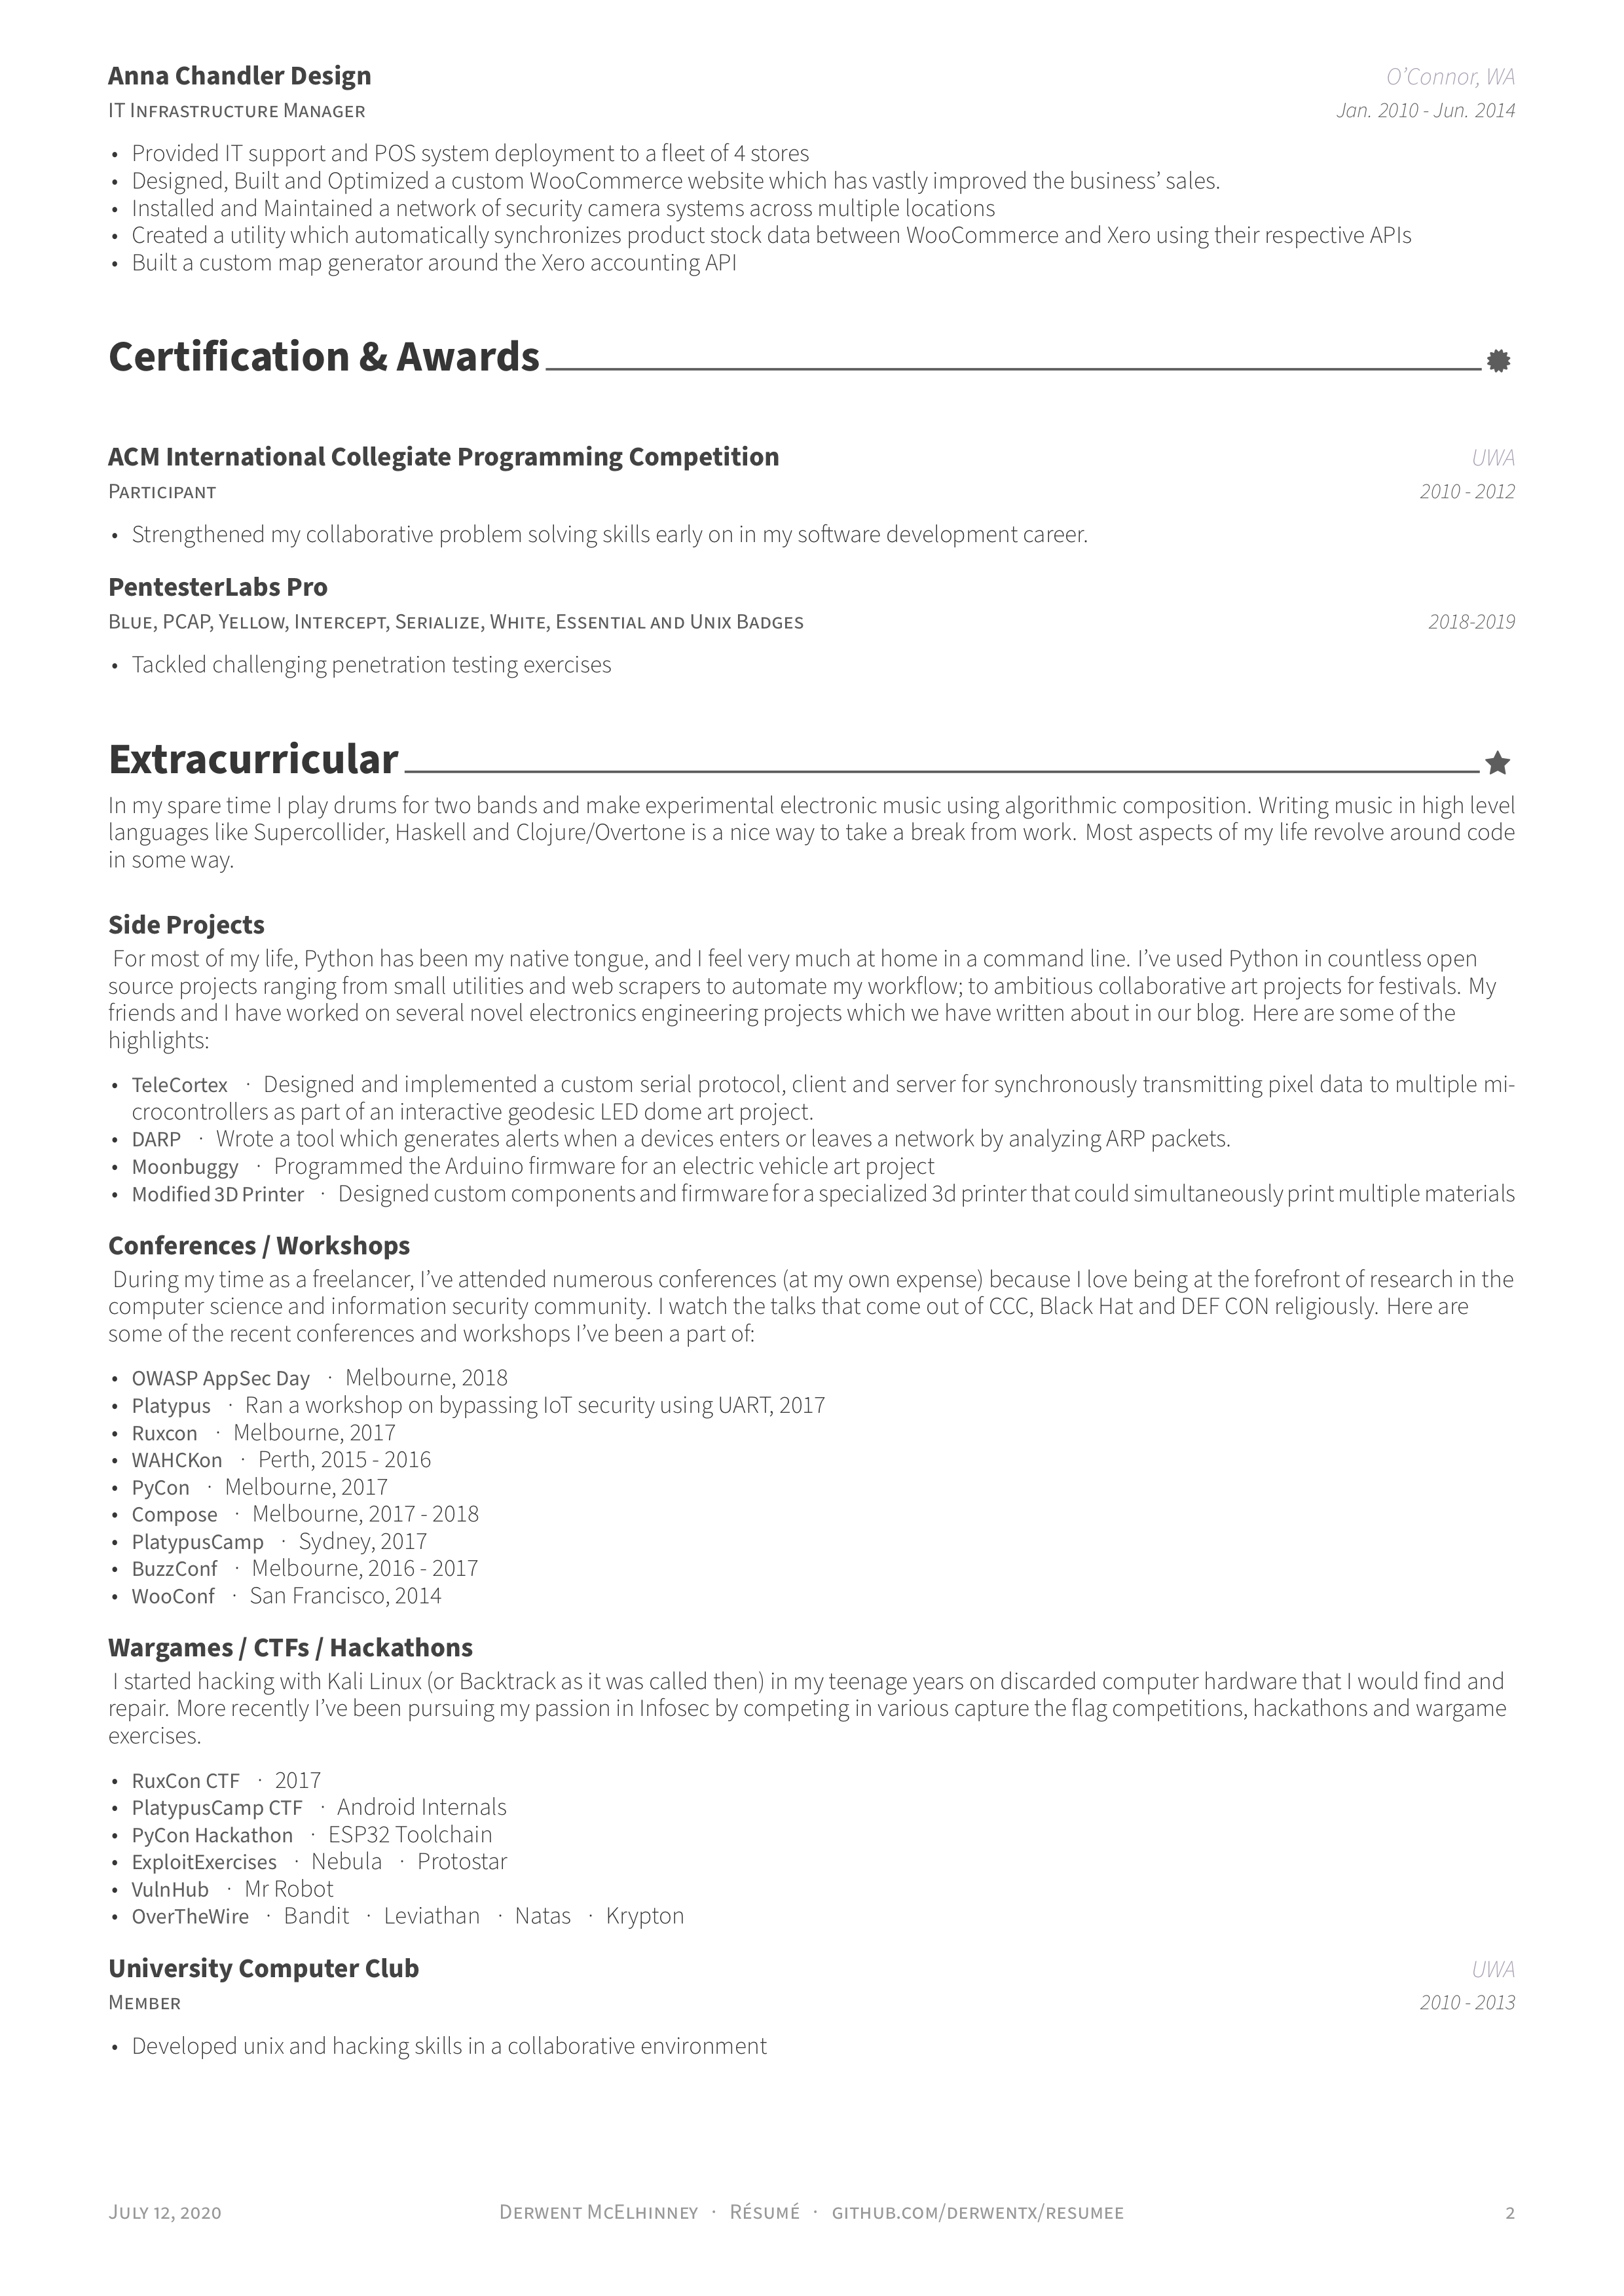 Anna Chandler Design O’Connor, WA
IT Infrastructure Manager Jan. 2010 - Jun. 2014
• Provided IT support and POS system deployment to a fleet of 4 stores
• Designed, Built and Optimized a custom WooCommerce website which has vastly improved the business’ sales.
• Installed and Maintained a network of security camera systems across multiple locations
• Created a utility which automatically synchronizes product stock data between WooCommerce and Xero using their respective APIs
• Built a custom map generator around the Xero accounting API
Certification & Awards
ACM International Collegiate Programming Competition UWA
Participant 2010 - 2012
• Strengthened my collaborative problem solving skills early on in my software development career.
PentesterLabs Pro
Blue, PCAP, Yellow, Intercept, Serialize, White, Essential and Unix Badges 2018-2019
• Tackled challenging penetration testing exercises
Extracurricular
In my spare time I play drums for two bands and make experimental electronic music using algorithmic composition. Writing music in high level
languages like Supercollider, Haskell and Clojure/Overtone is a nice way to take a break from work. Most aspects of my life revolve around code
in some way.
Side Projects
For most of my life, Python has been my native tongue, and I feel very much at home in a command line. I’ve used Python in countless open
source projects ranging from small utilities and web scrapers to automate my workflow; to ambitious collaborative art projects for festivals. My
friends and I have worked on several novel electronics engineering projects which we have written about in our blog. Here are some of the
highlights:
• TeleCortex · Designed and implemented a custom serial protocol, client and server for synchronously transmitting pixel data to multiple mi-
crocontrollers as part of an interactive geodesic LED dome art project.
• DARP · Wrote a tool which generates alerts when a devices enters or leaves a network by analyzing ARP packets.
• Moonbuggy · Programmed the Arduino firmware for an electric vehicle art project
• Modified 3D Printer · Designed custom components and firmware for a specialized 3d printer that could simultaneously print multiple materials
Conferences / Workshops
During my time as a freelancer, I’ve attended numerous conferences (at my own expense) because I love being at the forefront of research in the
computer science and information security community. I watch the talks that come out of CCC, Black Hat and DEF CON religiously. Here are
some of the recent conferences and workshops I’ve been a part of:
• OWASP AppSec Day · Melbourne, 2018
• Platypus · Ran a workshop on bypassing IoT security using UART, 2017
• Ruxcon · Melbourne, 2017
• WAHCKon · Perth, 2015 - 2016
• PyCon · Melbourne, 2017
• Compose · Melbourne, 2017 - 2018
• PlatypusCamp · Sydney, 2017
• BuzzConf · Melbourne, 2016 - 2017
• WooConf · San Francisco, 2014
Wargames / CTFs / Hackathons
I started hacking with Kali Linux (or Backtrack as it was called then) in my teenage years on discarded computer hardware that I would find and
repair. More recently I’ve been pursuing my passion in Infosec by competing in various capture the flag competitions, hackathons and wargame
exercises.
• RuxCon CTF · 2017
• PlatypusCamp CTF · Android Internals
• PyCon Hackathon · ESP32 Toolchain
• ExploitExercises · Nebula · Protostar
• VulnHub · Mr Robot
• OverTheWire · Bandit · Leviathan · Natas · Krypton
University Computer Club UWA
Member 2010 - 2013
• Developed unix and hacking skills in a collaborative environment
July 12, 2020 Derwent McElhinney · Résumé · github.com/derwentx/resumee 2